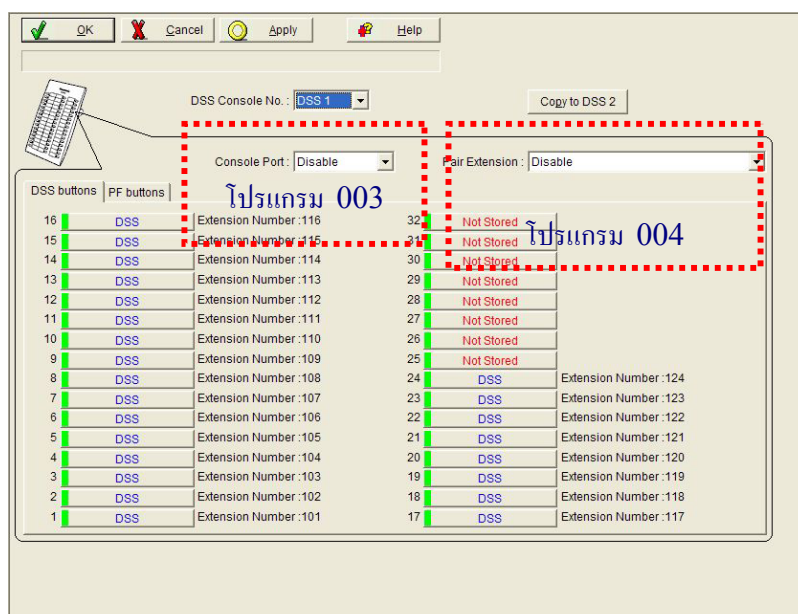 OK Cancel Apply Help
DSS Console No. : DSS 1 Copy to DSS 2
Console Port : Disable Pair Extension : Disable
โปรแกรม 003
โปรแกรม 004
DSS buttons PF buttons
16 DSS Extension Number :116 32 Not Stored
15 DSS Extension Number :115 31 Not Stored
14 DSS Extension Number :114 30 Not Stored
13 DSS Extension Number :113 29 Not Stored
12 DSS Extension Number :112 28 Not Stored
11 DSS Extension Number :111 27 Not Stored
10 DSS Extension Number :110 26 Not Stored
9 DSS Extension Number :109 25 Not Stored
8 DSS Extension Number :108 24 DSS Extension Number :124
7 DSS Extension Number :107 23 DSS Extension Number :123
6 DSS Extension Number :106 22 DSS Extension Number :122
5 DSS Extension Number :105 21 DSS Extension Number :121
4 DSS Extension Number :104 20 DSS Extension Number :120
3 DSS Extension Number :103 19 DSS Extension Number :119
2 DSS Extension Number :102 18 DSS Extension Number :118
1 DSS Extension Number :101 17 DSS Extension Number :117